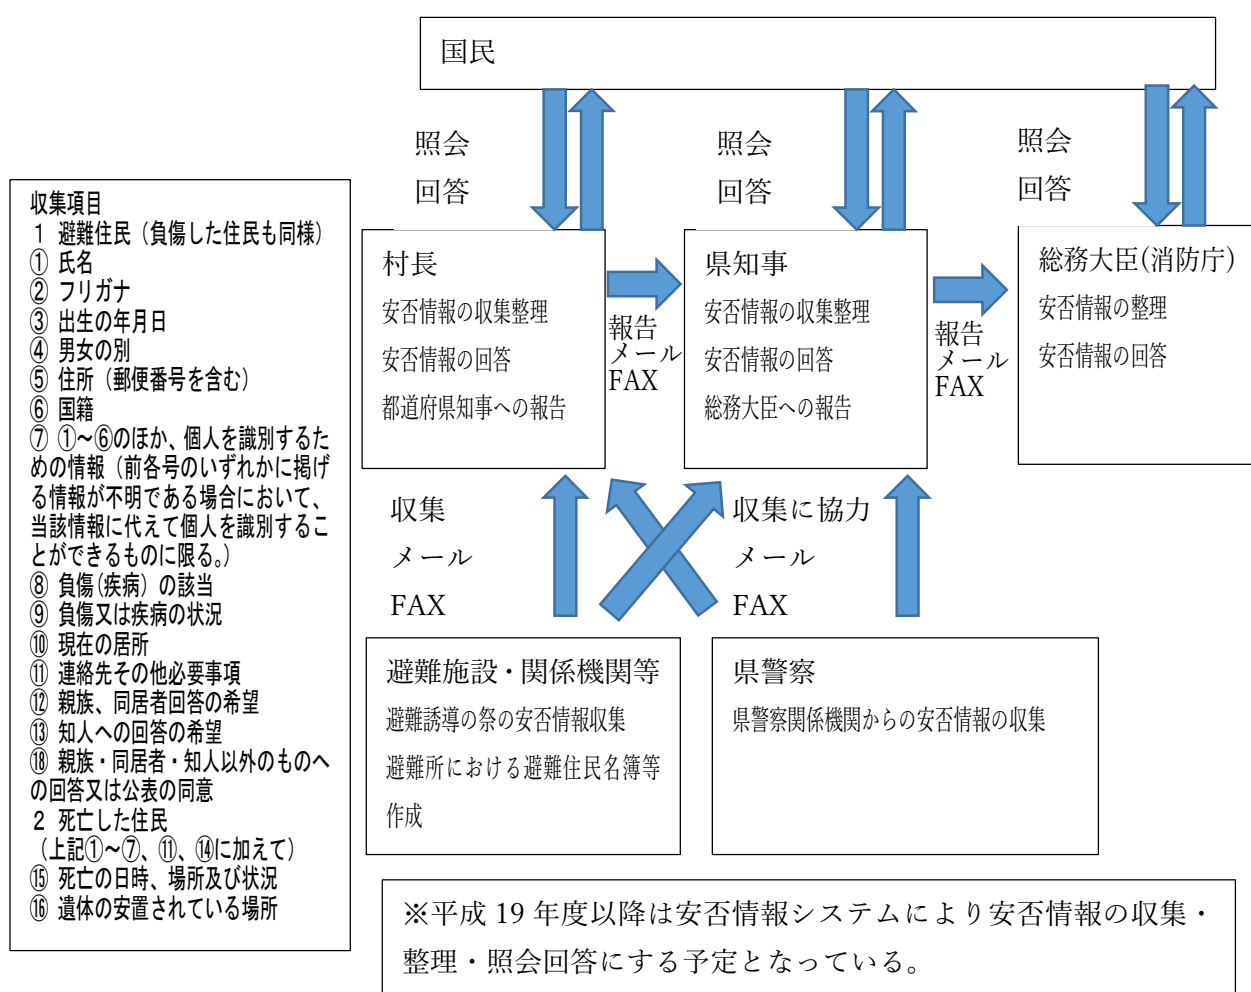 国民
照会
回答
照会
回答
照会
回答
収集項目
1 避難住民（負傷した住民も同様）
① 氏名
② フリガナ
③ 出生の年月日
④ 男女の別
⑤ 住所（郵便番号を含む）
⑥ 国籍
⑦ ①～⑥のほか、個人を識別するた
めの情報（前各号のいずれかに掲げ
る情報が不明である場合において、
当該情報に代えて個人を識別するこ
とができるものに限る。）
⑧ 負傷(疾病）の該当
⑨ 負傷又は疾病の状況
⑩ 現在の居所
⑪ 連絡先その他必要事項
⑫ 親族、同居者回答の希望
⑬ 知人への回答の希望
⑱ 親族・同居者・知人以外のものへ
の回答又は公表の同意
2 死亡した住民
（上記①～⑦、⑪、⑭に加えて）
⑮ 死亡の日時、場所及び状況
⑯ 遺体の安置されている場所
村長
安否情報の収集整理
安否情報の回答
都道府県知事への報告
報告
メール
FAX
県知事
安否情報の収集整理
安否情報の回答
総務大臣への報告
報告
メール
FAX
総務大臣(消防庁)
安否情報の整理
安否情報の回答
収集
メール
FAX
収集に協力
メール
FAX
避難施設・関係機関等
避難誘導の祭の安否情報収集
避難所における避難住民名簿等
作成
県警察
県警察関係機関からの安否情報の収集
※平成 19 年度以降は安否情報システムにより安否情報の収集・
整理・照会回答にする予定となっている。